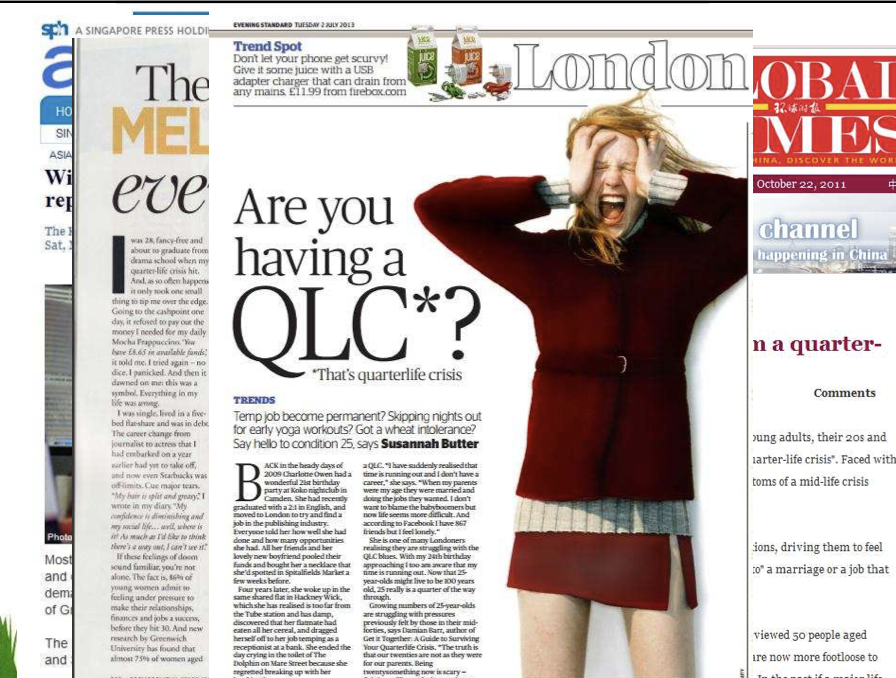 sph A SINGAPORE PRESS HOLDI
a
HO
SIN
ASIA
Wi
rep
The
Sat,
Photo
Most
and
dema
of G
The
and
The
MEL
eve
I was 28, fancy-free and
about to graduate from
drama school when my
quarter-life crisis hit.
And, as so often happens
it only took one small
thing to tip me over the edge.
Going to the cashpoint one
day, it refused to pay out the
money I needed for my daily
Mocha Frappuccino. 'You
have £8.65 in available funds',
it told me. I tried again – no
dice. I panicked. And then it
dawned on me: this was a
symbol. Everything in my
life was wrong.
I was single, lived in a five-
bed flat-share and was in debt.
The career change from
journalist to actress that I
had embarked on a year
earlier had yet to take off,
and now even Starbucks was
off-limits. Cue major tears.
"My hair is split and greasy," I
wrote in my diary. "My
confidence is diminishing and
my social life... well, where is
it? As much as I'd like to think
there's a way out, I can't see it."
If these feelings of doom
sound familiar, you're not
alone. The fact is, 86% of
young women admit to
feeling under pressure to
make their relationships,
finances and jobs a success,
before they hit 30. And new
research by Greenwich
University has found that
almost 75% of women aged
EVENING STANDARD TUESDAY 2 JULY 2013
Trend Spot
Don't let your phone get scurvy!
Give it some juice with a USB
adapter charger that can drain from
any mains. £11.99 from firebox.com
juice
juice
London
Are you
having a
QLC*?
*That's quarterlife crisis
TRENDS
Temp job become permanent? Skipping nights out
for early yoga workouts? Got a wheat intolerance?
Say hello to condition 25, says Susannah Butter
BACK in the heady days of
2009 Charlotte Owen had a
wonderful 21st birthday
party at Koko nightclub in
Camden. She had recently
graduated with a 2:1 in English, and
moved to London to try and find a
job in the publishing industry.
Everyone told her how well she had
done and how many opportunities
she had. All her friends and her
lovely new boyfriend pooled their
funds and bought her a necklace that
she'd spotted in Spitalfields Market a
few weeks before.
Four years later, she woke up in the
same shared flat in Hackney Wick,
which she has realised is too far from
the Tube station and has damp,
discovered that her flatmate had
eaten all her cereal, and dragged
herself off to her job temping as a
receptionist at a bank. She ended the
day crying in the toilet of The
Dolphin on Mare Street because she
regretted breaking up with her
a QLC. "I have suddenly realised that
time is running out and I don't have a
career," she says. "When my parents
were my age they were married and
doing the jobs they wanted. I don't
want to blame the babyboomers but
now life seems more difficult. And
according to Facebook I have 867
friends but I feel lonely."
She is one of many Londoners
realising they are struggling with the
QLC blues. With my 24th birthday
approaching I too am aware that my
time is running out. Now that 25-
year-olds might live to be 100 years
old, 25 really is a quarter of the way
through.
Growing numbers of 25-year-olds
are struggling with pressures
previously felt by those in their mid-
forties, says Damian Barr, author of
Get it Together: A Guide to Surviving
Your Quarterlife Crisis. "The truth is
that our twenties are not as they were
for our parents. Being
twentysomething now is scary –
OBAL
环球时报
MES
HINA, DISCOVER THE WOR
October 22, 2011
channel
happening in China
n a quarter-
Comments
oung adults, their 20s and
uarter-life crisis". Faced with
toms of a mid-life crisis
tions, driving them to feel
to" a marriage or a job that
viewed 50 people aged
are now more footloose to